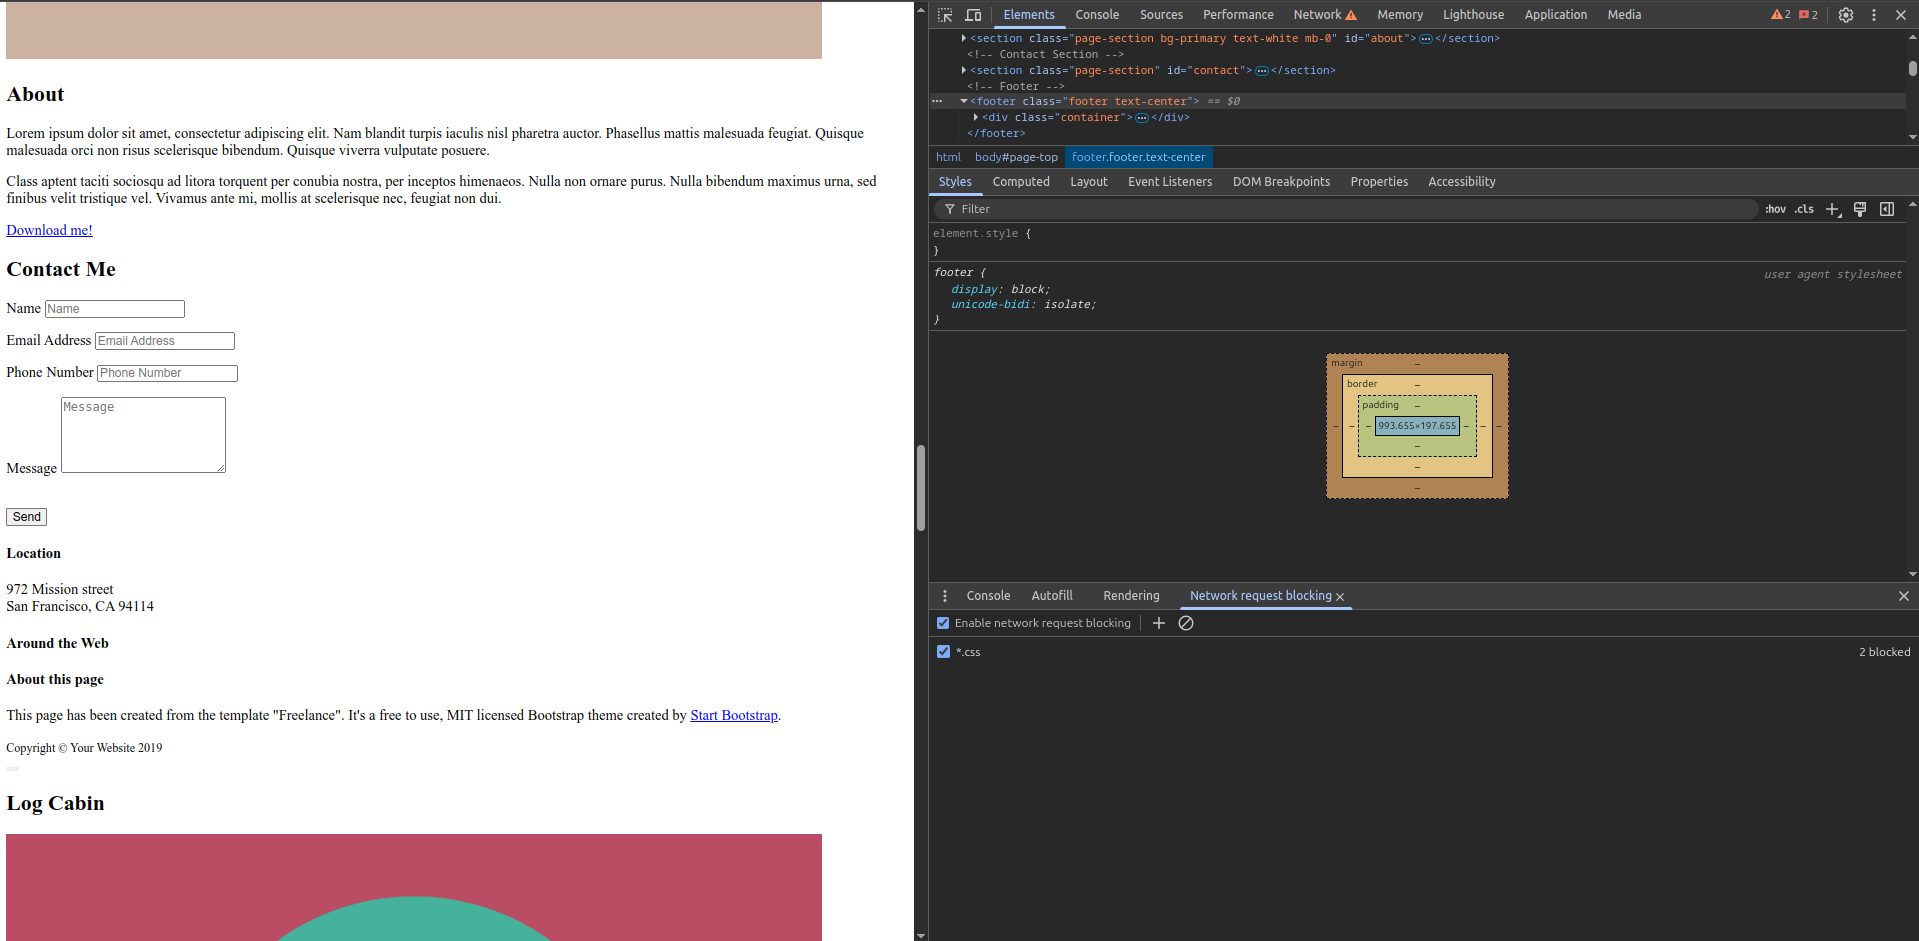 About
Lorem ipsum dolor sit amet, consectetur adipiscing elit. Nam blandit turpis iaculis nisl pharetra auctor. Phasellus mattis malesuada feugiat. Quisque
malesuada orci non risus scelerisque bibendum. Quisque viverra vulputate posuere.
Class aptent taciti sociosqu ad litora torquent per conubia nostra, per inceptos himenaeos. Nulla non ornare purus. Nulla bibendum maximus urna, sed
finibus velit tristique vel. Vivamus ante mi, mollis at scelerisque nec, feugiat non dui.
Download me!
Contact Me
Name Name
Email Address Email Address
Phone Number Phone Number
Message Message
Send
Location
972 Mission street
San Francisco, CA 94114
Around the Web
About this page
This page has been created from the template "Freelance". It's a free to use, MIT licensed Bootstrap theme created by Start Bootstrap.
Copyright © Your Website 2019
Log Cabin
Elements Console Sources Performance Network Memory Lighthouse Application Media 2 2
<section class="page-section bg-primary text-white mb-0" id="about"> … </section>
<!-- Contact Section -->
<section class="page-section" id="contact"> … </section>
<!-- Footer -->
… <footer class="footer text-center"> == $0
<div class="container"> … </div>
</footer>
html body#page-top footer.footer.text-center
Styles Computed Layout Event Listeners DOM Breakpoints Properties Accessibility
Filter :hov .cls
element.style {
}
footer { user agent stylesheet
display: block;
unicode-bidi: isolate;
}
margin –
border –
padding –
– – – 993.655×197.655 – – –
–
–
–
Console Autofill Rendering Network request blocking
Enable network request blocking
*.css 2 blocked